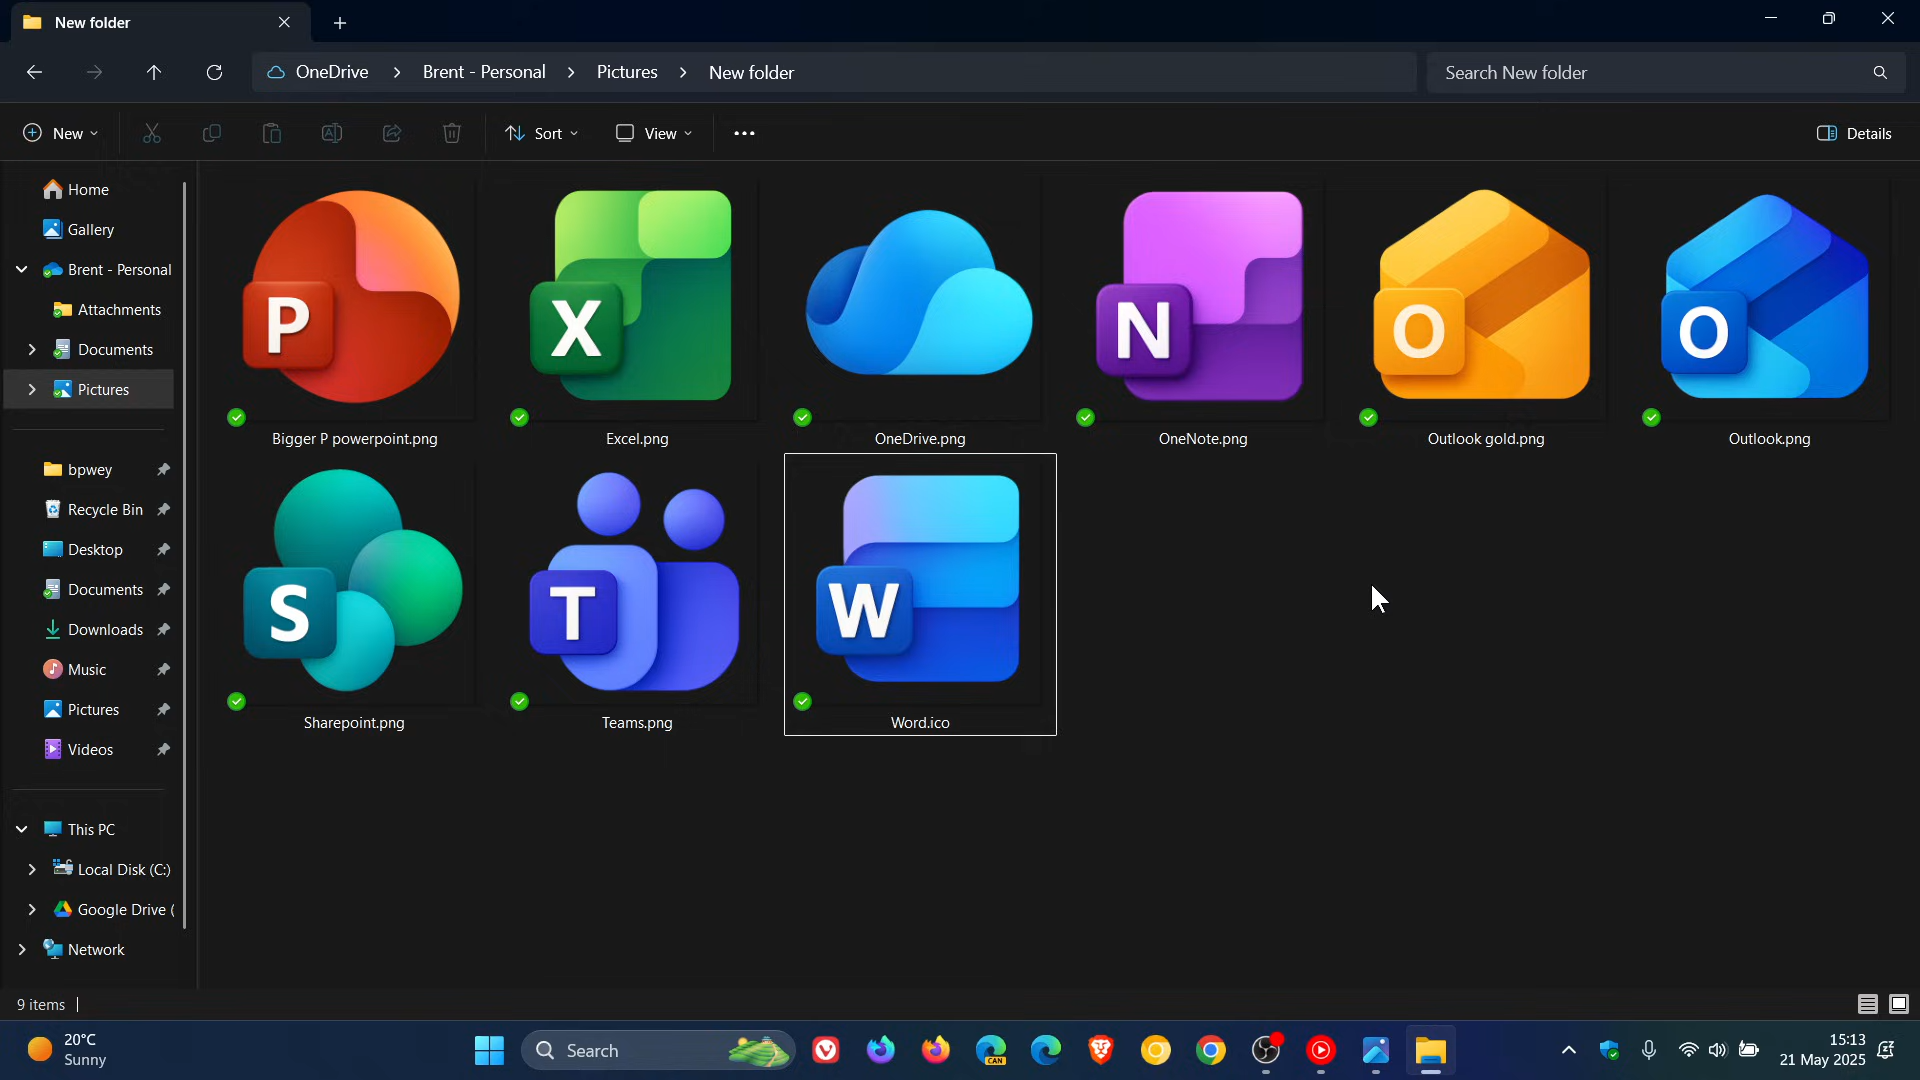 New folder
OneDrive > Brent - Personal > Pictures > New folder
Search New folder
New
Sort
View
Details
Home
Gallery
Brent - Personal
Attachments
Documents
Pictures
bpwey
Recycle Bin
Desktop
Documents
Downloads
Music
Pictures
Videos
This PC
Local Disk (C:)
Google Drive (
Network
P
X
N
O
O
Bigger P powerpoint.png
Excel.png
OneDrive.png
OneNote.png
Outlook gold.png
Outlook.png
S
T
W
Sharepoint.png
Teams.png
Word.ico
9 items
20°C
Sunny
Search
CAN
15:13
21 May 2025